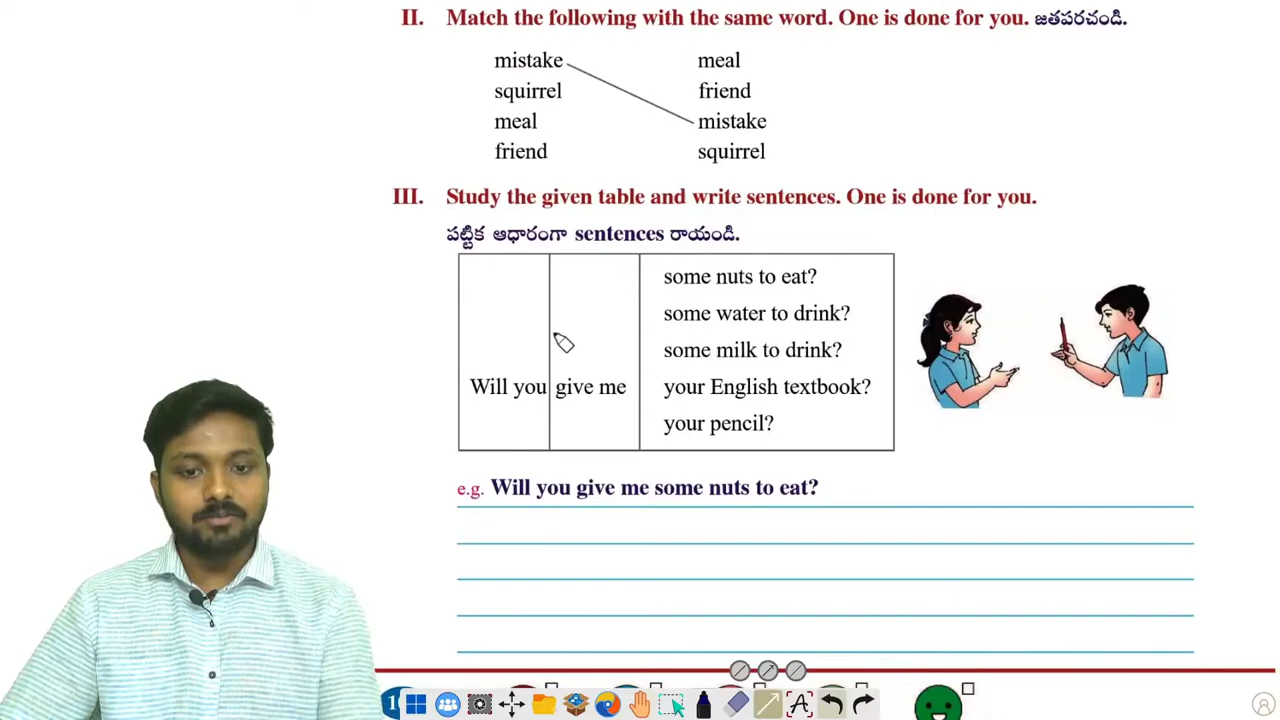 II. Match the following with the same word. One is done for you. జతపరచండి.
mistake meal
squirrel friend
meal mistake
friend squirrel
III. Study the given table and write sentences. One is done for you.
పట్టిక ఆధారంగా sentences రాయండి.
some nuts to eat?
some water to drink?
some milk to drink?
Will you give me your English textbook?
your pencil?
e.g. Will you give me some nuts to eat?